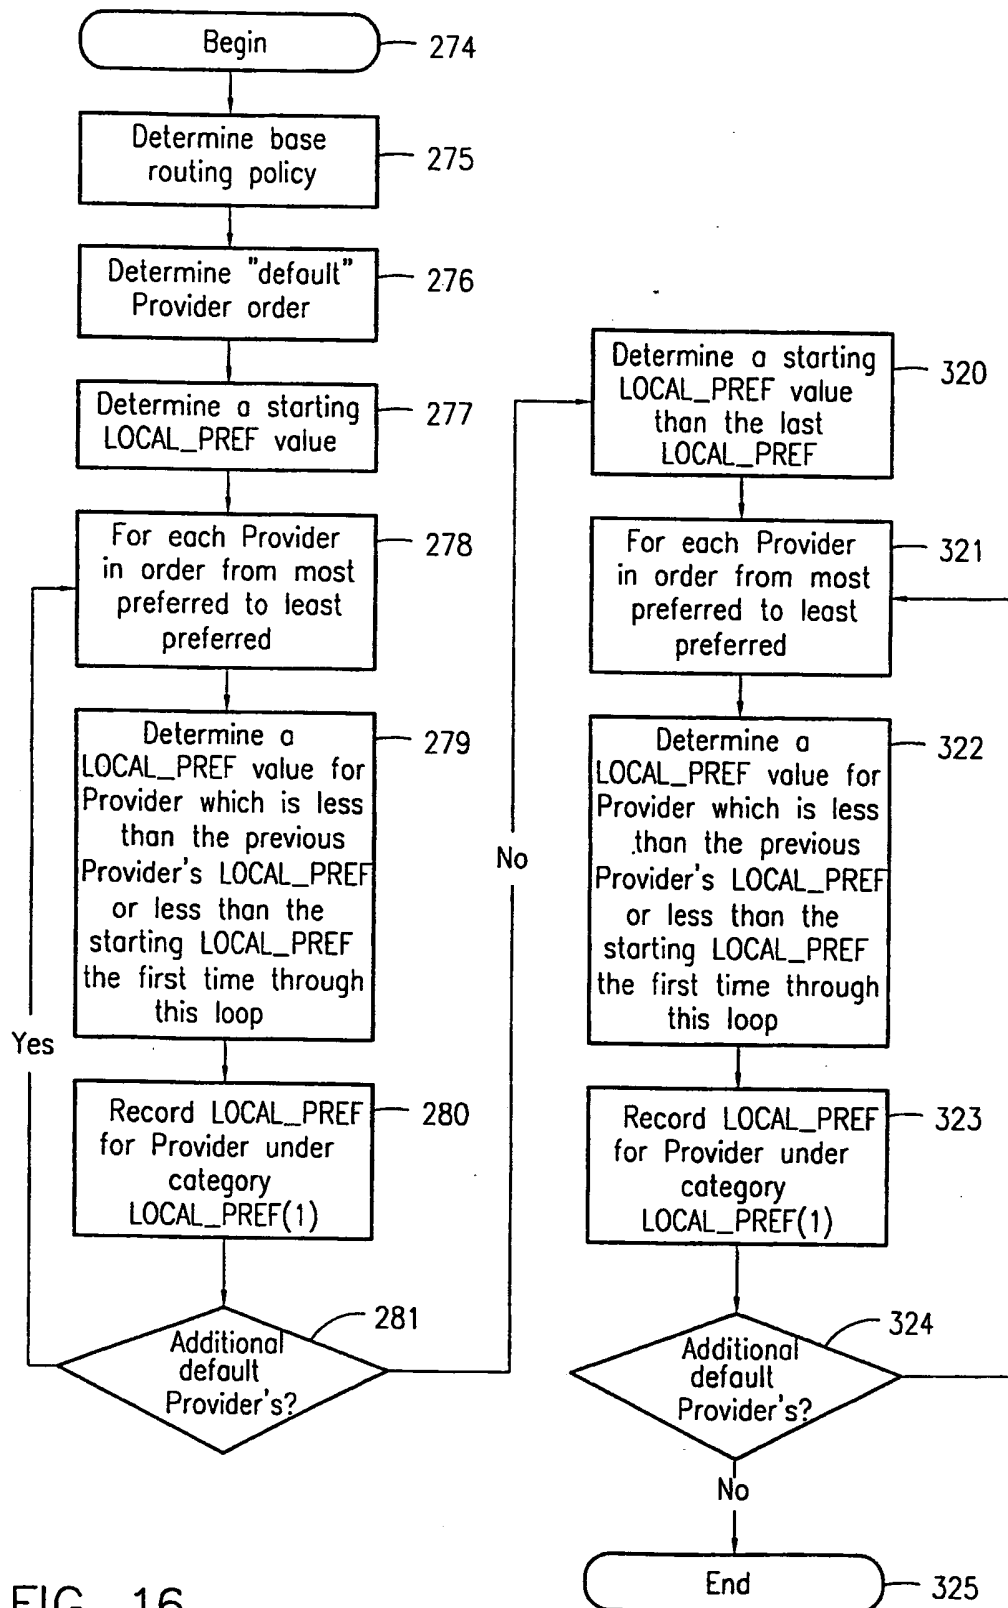 Begin
274
Determine base
routing policy
275
Determine "default"
Provider order
276
Determine a starting
LOCAL_PREF value
277
For each Provider
in order from most
preferred to least
preferred
278
Determine a
LOCAL_PREF value for
Provider which is less
than the previous
Provider's LOCAL_PREF
or less than the
starting LOCAL_PREF
the first time through
this loop
279
Yes
Record LOCAL_PREF
for Provider under
category
LOCAL_PREF(1)
280
Additional
default
Provider's?
281
No
Determine a starting
LOCAL_PREF value
than the last
LOCAL_PREF
320
For each Provider
in order from most
preferred to least
preferred
321
Determine a
LOCAL_PREF value for
Provider which is less
than the previous
Provider's LOCAL_PREF
or less than the
starting LOCAL_PREF
the first time through
this loop
322
Record LOCAL_PREF
for Provider under
category
LOCAL_PREF(1)
323
Additional
default
Provider's?
324
No
End
325
FIG. 16